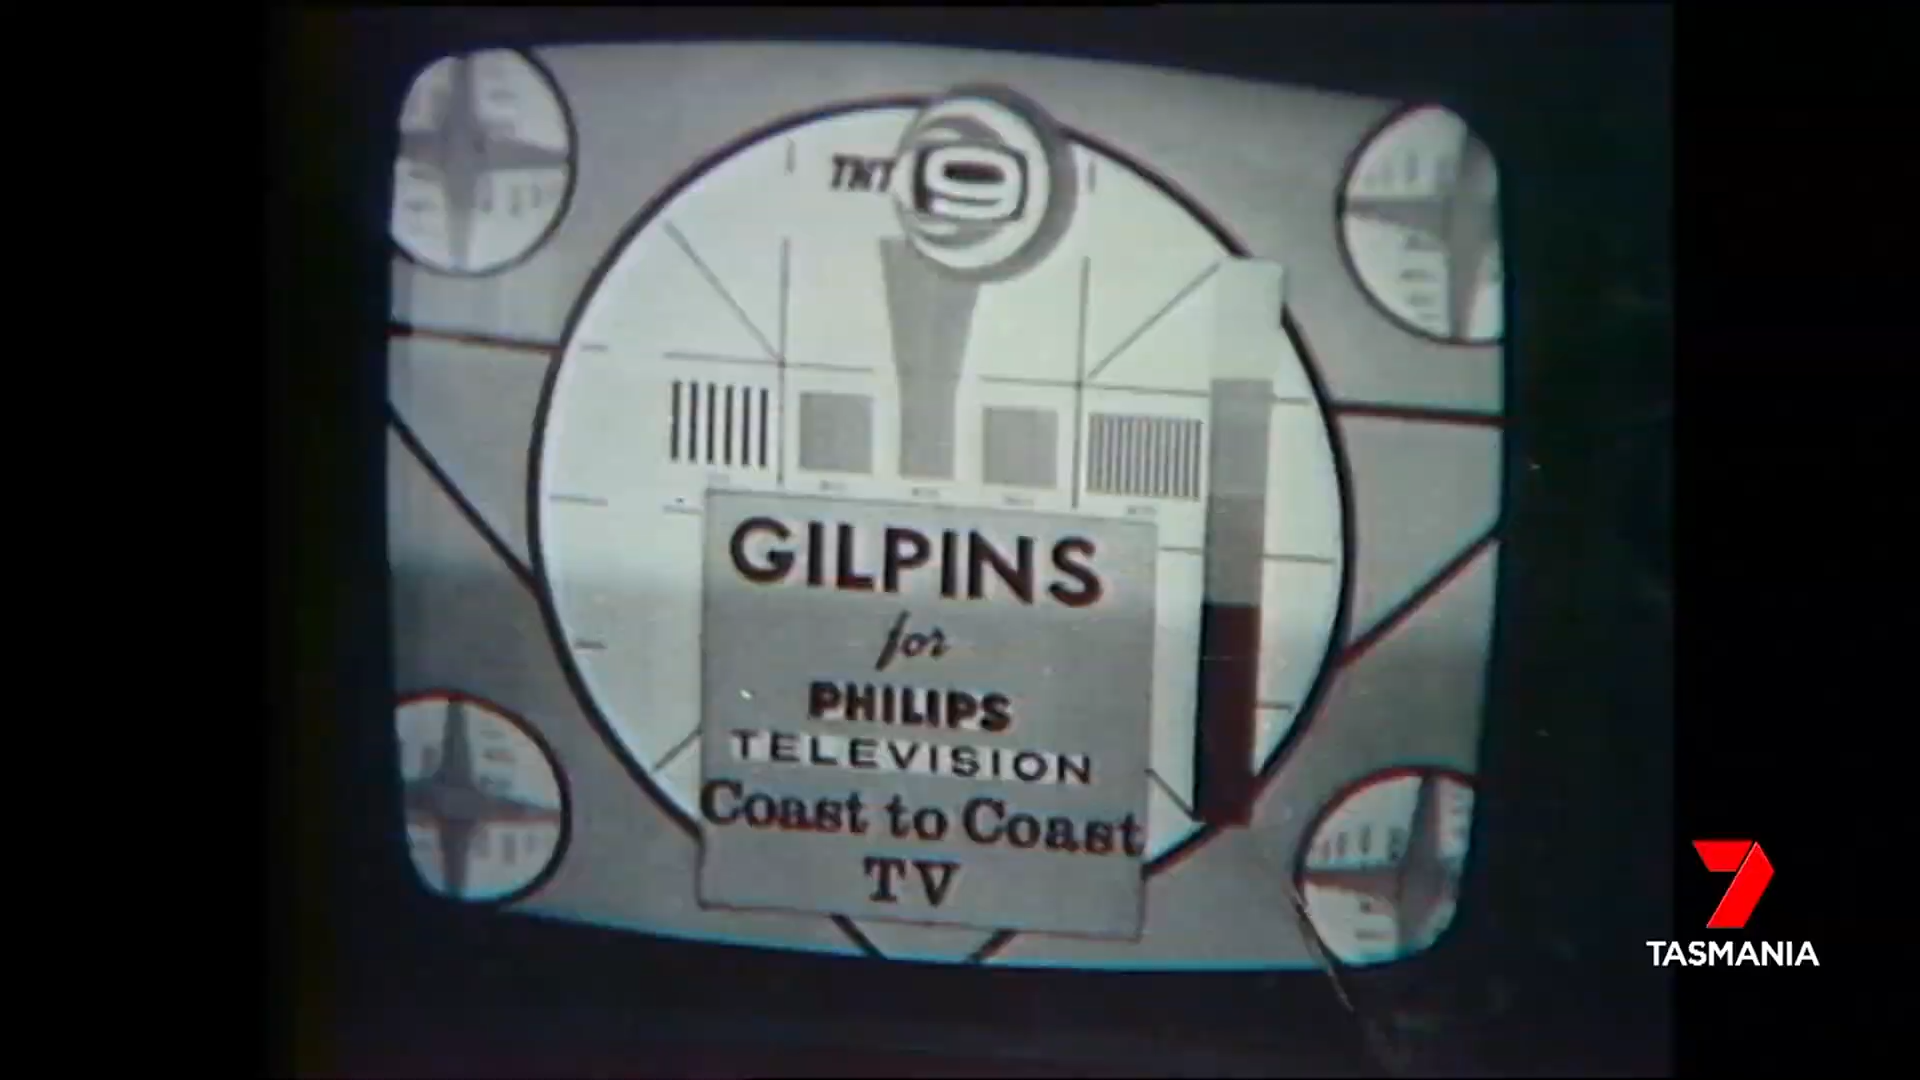 TNT 9
GILPINS
for
PHILIPS
TELEVISION
Coast to Coast
TV
7
TASMANIA